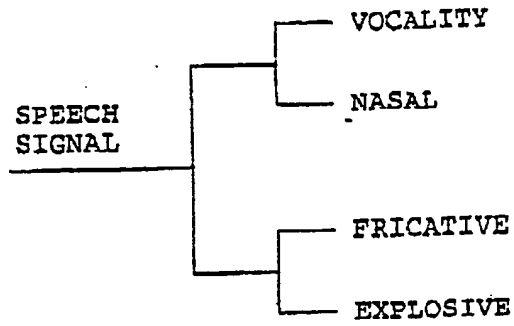 VOCALITY
NASAL
SPEECH
SIGNAL
FRICATIVE
EXPLOSIVE